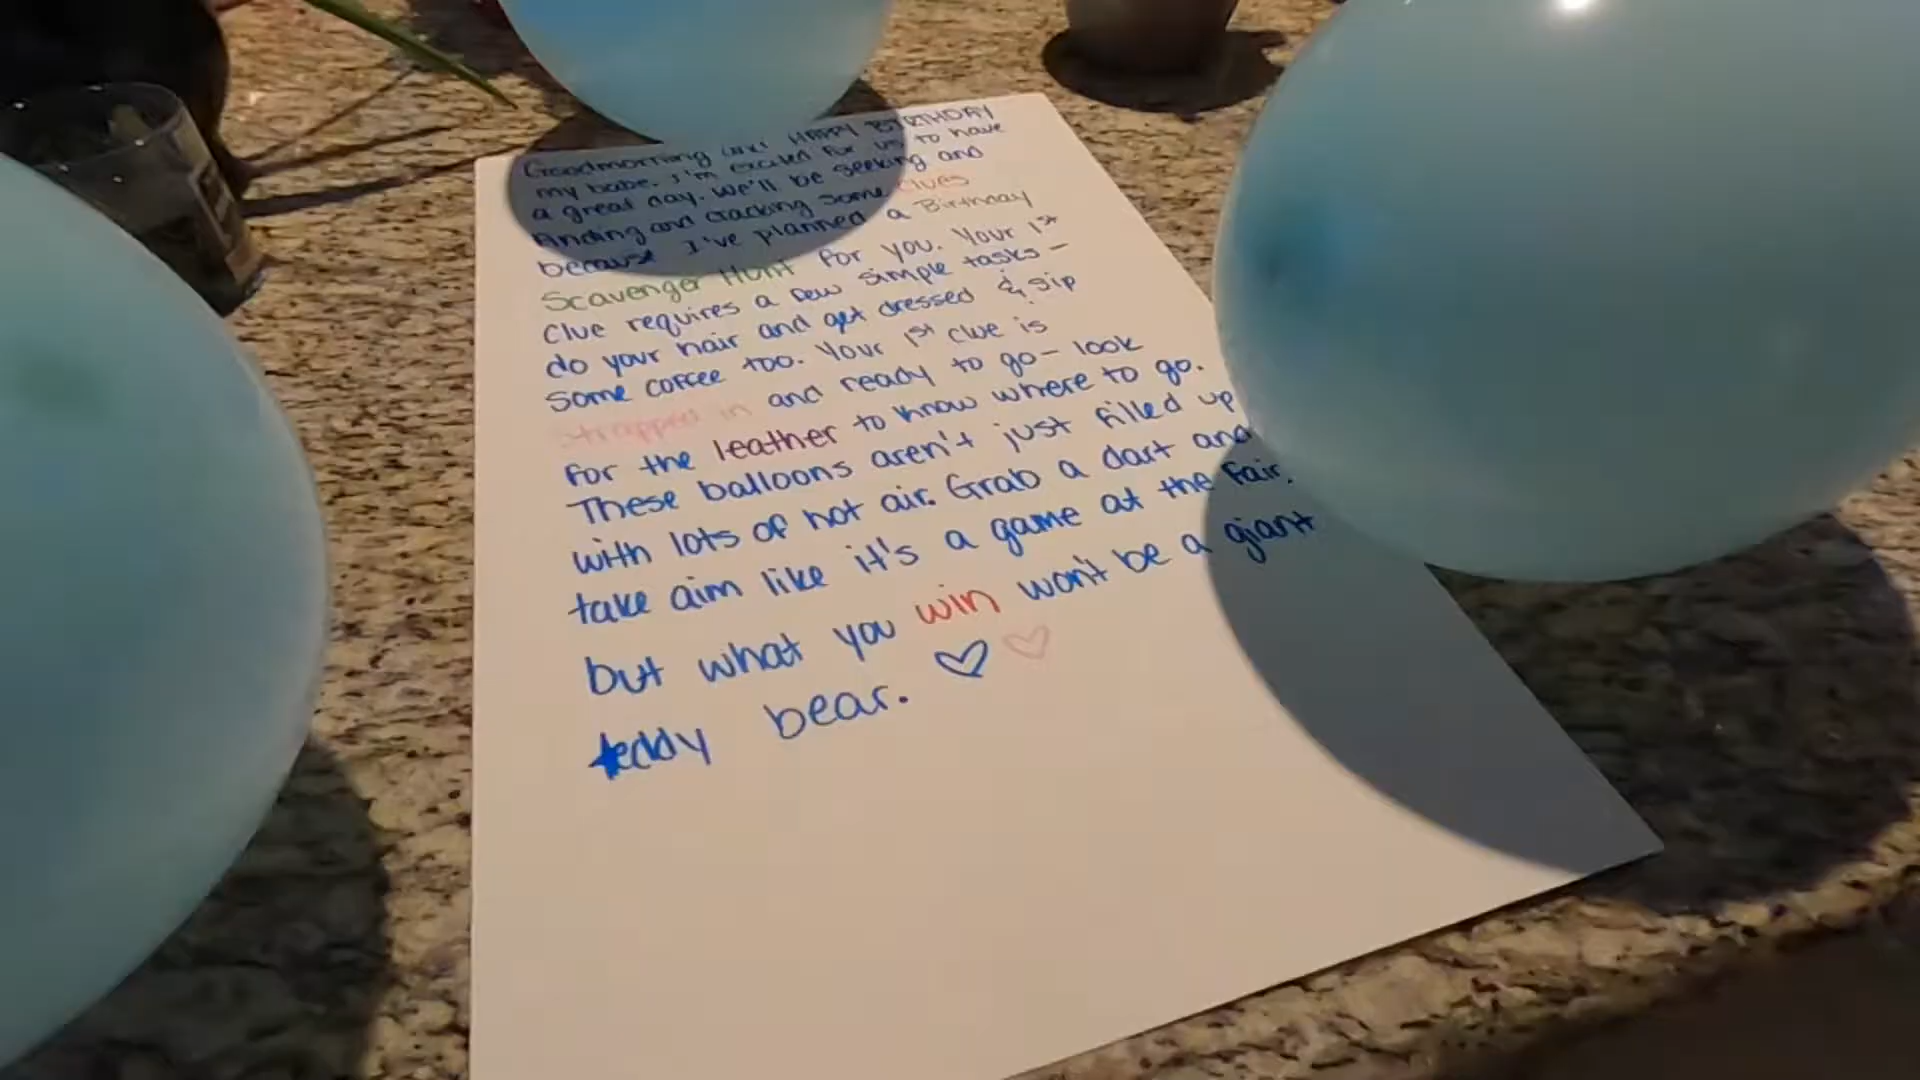 Goodmorning HAPPY BIRTHDAY
my babe. I'm excited for us to have
a great day. We'll be seeking and
finding and cracking some clues
because I've planned a Birthday
Scavenger Hunt for you. Your 1st
clue requires a few simple tasks -
do your hair and get dressed & sip
some coffee too. Your 1st clue is
strapped in and ready to go - look
for the leather to know where to go.
These balloons aren't just filled up
with lots of hot air. Grab a dart and
take aim like it's a game at the fair.
but what you win won't be a giant
teddy bear.